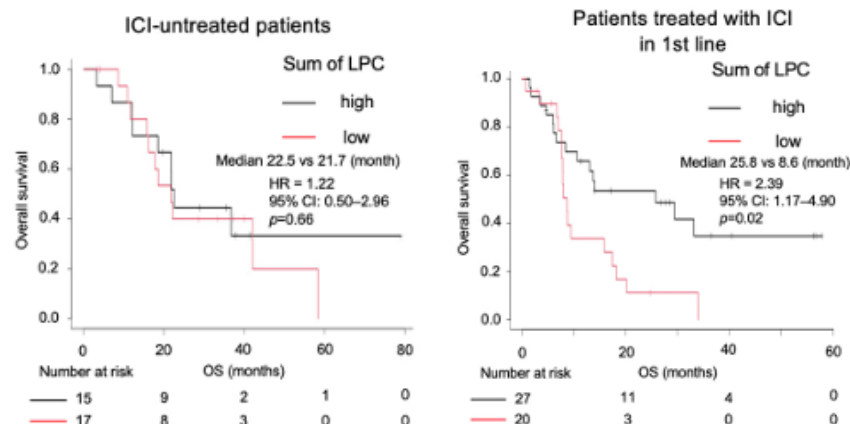 ICI-untreated patients
Sum of LPC
high
low
Median 22.5 vs 21.7 (month)
HR = 1.22
95% CI: 0.50–2.96
p=0.66
Overall survival
1.0
0.8
0.6
0.4
0.2
0.0
0 20 40 60 80
Number at risk OS (months)
15 9 2 1 0
17 8 3 0 0
Patients treated with ICI
in 1st line
Sum of LPC
high
low
Median 25.8 vs 8.6 (month)
HR = 2.39
95% CI: 1.17–4.90
p=0.02
Overall survival
1.0
0.8
0.6
0.4
0.2
0.0
0 20 40 60
Number at risk OS (months)
27 11 4 0
20 3 0 0